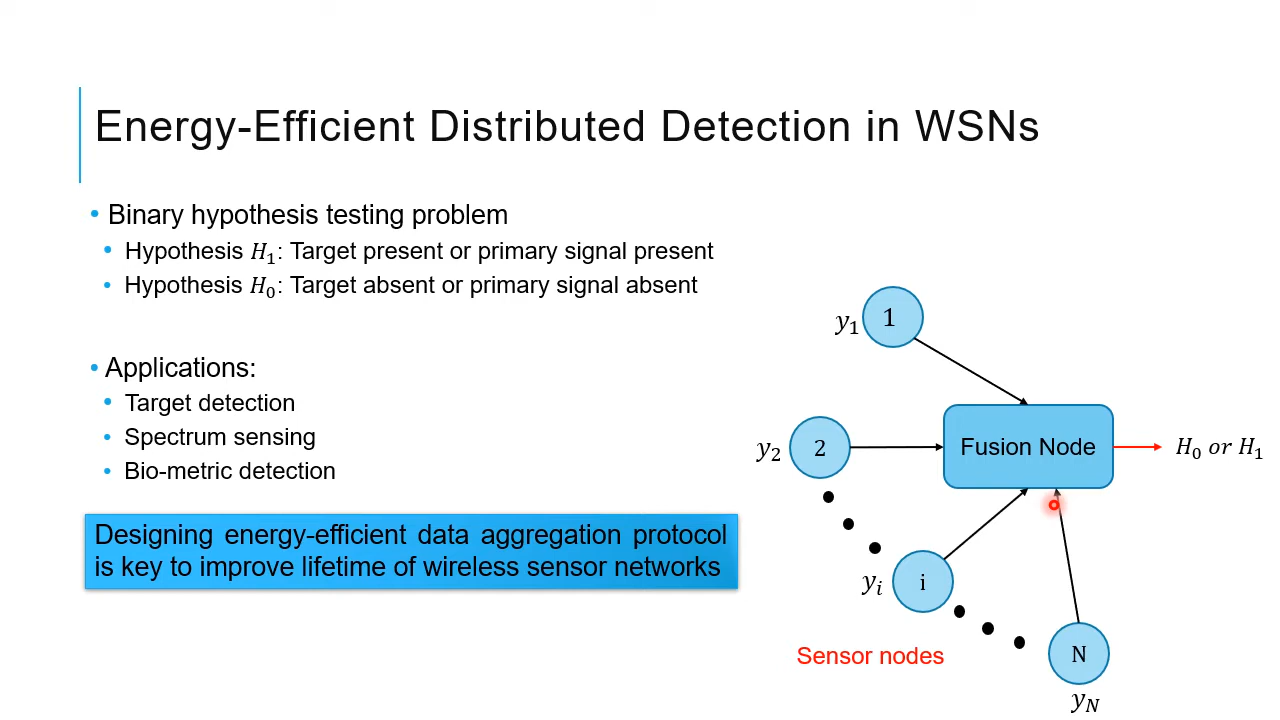 Energy-Efficient Distributed Detection in WSNs
• Binary hypothesis testing problem
• Hypothesis H₁: Target present or primary signal present
• Hypothesis H₀: Target absent or primary signal absent
• Applications:
• Target detection
• Spectrum sensing
• Bio-metric detection
Designing energy-efficient data aggregation protocol
is key to improve lifetime of wireless sensor networks
y₁ 1
y₂ 2
Fusion Node
H₀ or H₁
yᵢ i
Sensor nodes
N
y_N